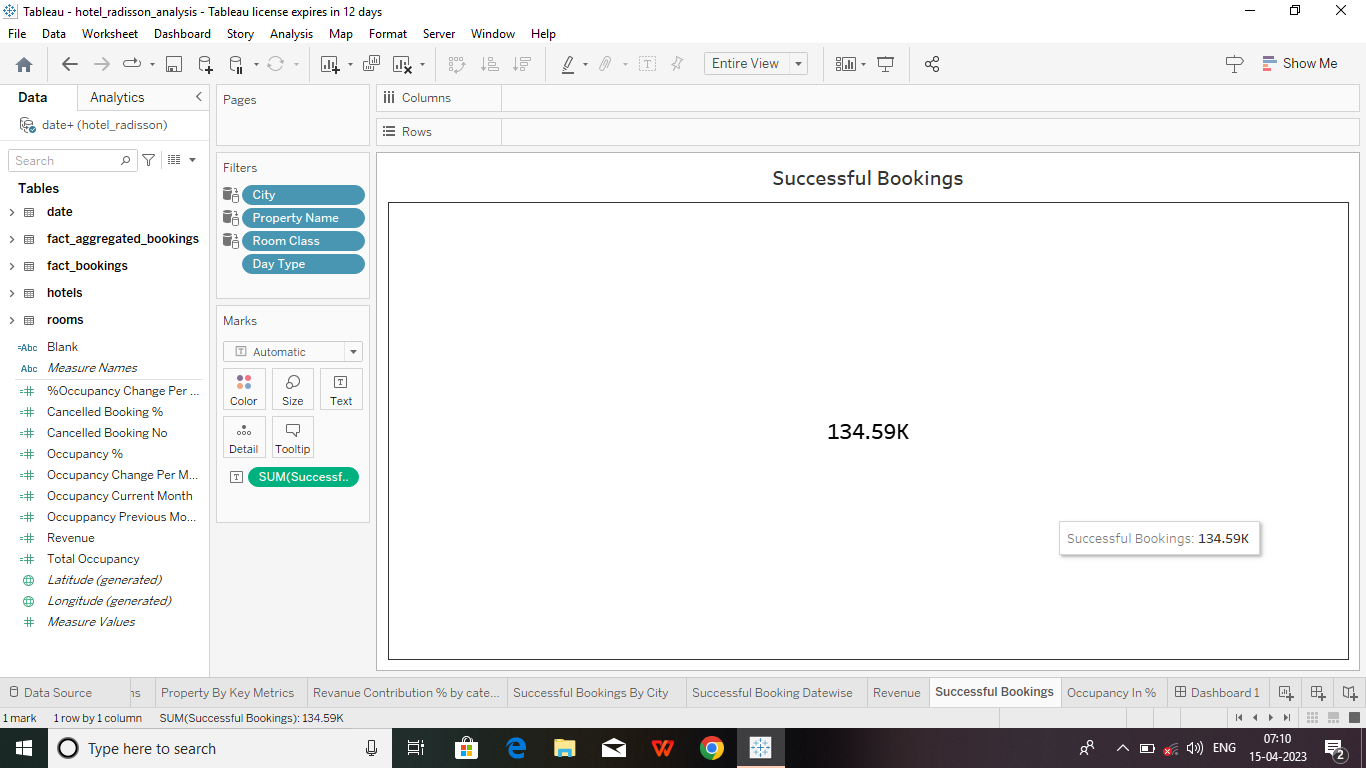 Tableau - hotel_radisson_analysis - Tableau license expires in 12 days
File Data Worksheet Dashboard Story Analysis Map Format Server Window Help
Entire View
Show Me
Data Analytics
date+ (hotel_radisson)
Search
Tables
date
fact_aggregated_bookings
fact_bookings
hotels
rooms
=Abc Blank
Abc Measure Names
%Occupancy Change Per ...
Cancelled Booking %
Cancelled Booking No
Occupancy %
Occupancy Change Per M...
Occupancy Current Month
Occuppancy Previous Mo...
Revenue
Total Occupancy
Latitude (generated)
Longitude (generated)
Measure Values
Pages
Filters
City
Property Name
Room Class
Day Type
Marks
Automatic
Color Size Text
Detail Tooltip
SUM(Successf..
Columns
Rows
Successful Bookings
134.59K
Successful Bookings: 134.59K
Data Source ns Property By Key Metrics Revanue Contribution % by cate... Successful Bookings By City Successful Booking Datewise Revenue Successful Bookings Occupancy In % Dashboard 1
1 mark 1 row by 1 column SUM(Successful Bookings): 134.59K
Type here to search
ENG
07:10
15-04-2023
2